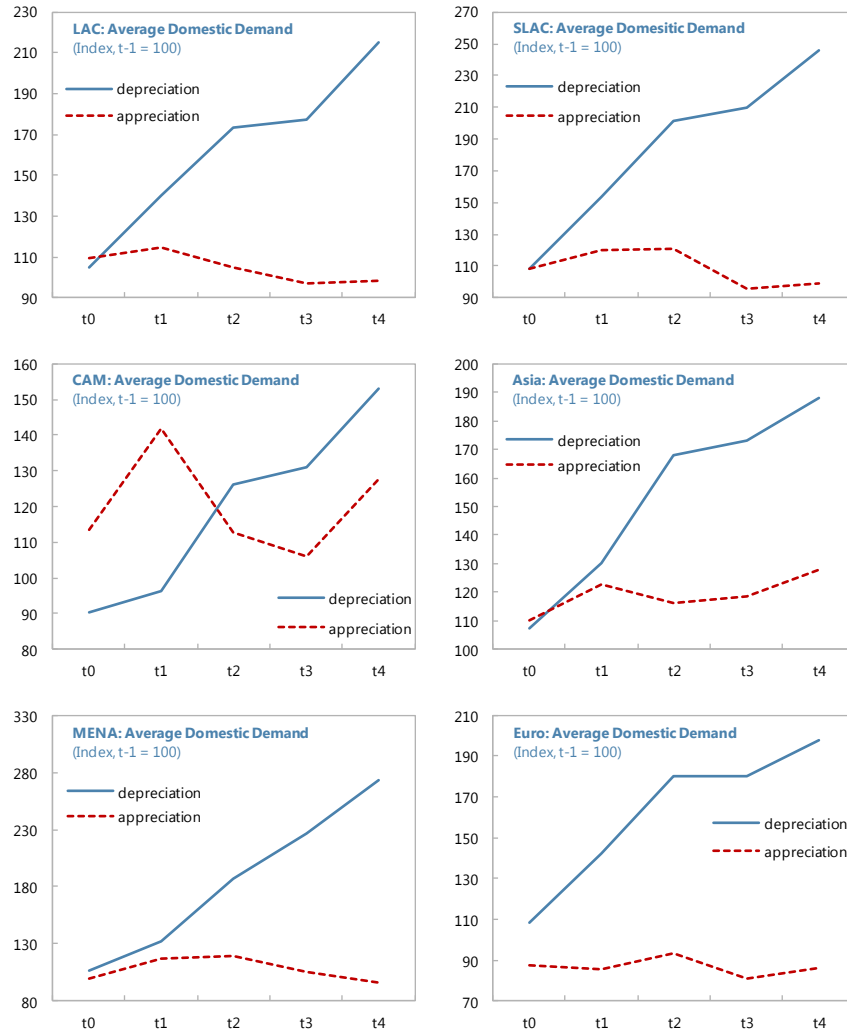 LAC: Average Domestic Demand
(Index, t-1 = 100)
230
210
190
170
150
130
110
90
depreciation
appreciation
t0 t1 t2 t3 t4
SLAC: Average Domesitic Demand
(Index, t-1 = 100)
270
250
230
210
190
170
150
130
110
90
depreciation
appreciation
t0 t1 t2 t3 t4
CAM: Average Domestic Demand
(Index, t-1 = 100)
160
150
140
130
120
110
100
90
80
depreciation
appreciation
t0 t1 t2 t3 t4
Asia: Average Domestic Demand
(Index, t-1 = 100)
200
190
180
170
160
150
140
130
120
110
100
depreciation
appreciation
t0 t1 t2 t3 t4
MENA: Average Domestic Demand
(Index, t-1 = 100)
330
280
230
180
130
80
depreciation
appreciation
t0 t1 t2 t3 t4
Euro: Average Domestic Demand
(Index, t-1 = 100)
210
190
170
150
130
110
90
70
depreciation
appreciation
t0 t1 t2 t3 t4